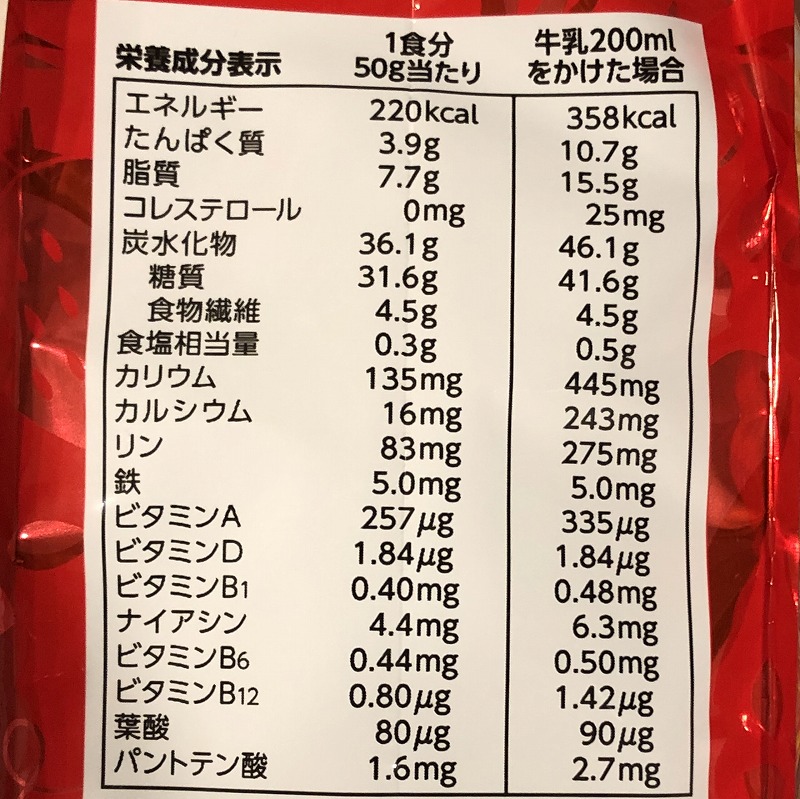 栄養成分表示 1食分 50g当たり 牛乳200ml をかけた場合
エネルギー 220kcal 358kcal
たんぱく質 3.9g 10.7g
脂質 7.7g 15.5g
コレステロール 0mg 25mg
炭水化物 36.1g 46.1g
糖質 31.6g 41.6g
食物繊維 4.5g 4.5g
食塩相当量 0.3g 0.5g
カリウム 135mg 445mg
カルシウム 16mg 243mg
リン 83mg 275mg
鉄 5.0mg 5.0mg
ビタミンA 257μg 335μg
ビタミンD 1.84μg 1.84μg
ビタミンB1 0.40mg 0.48mg
ナイアシン 4.4mg 6.3mg
ビタミンB6 0.44mg 0.50mg
ビタミンB12 0.80μg 1.42μg
葉酸 80μg 90μg
パントテン酸 1.6mg 2.7mg